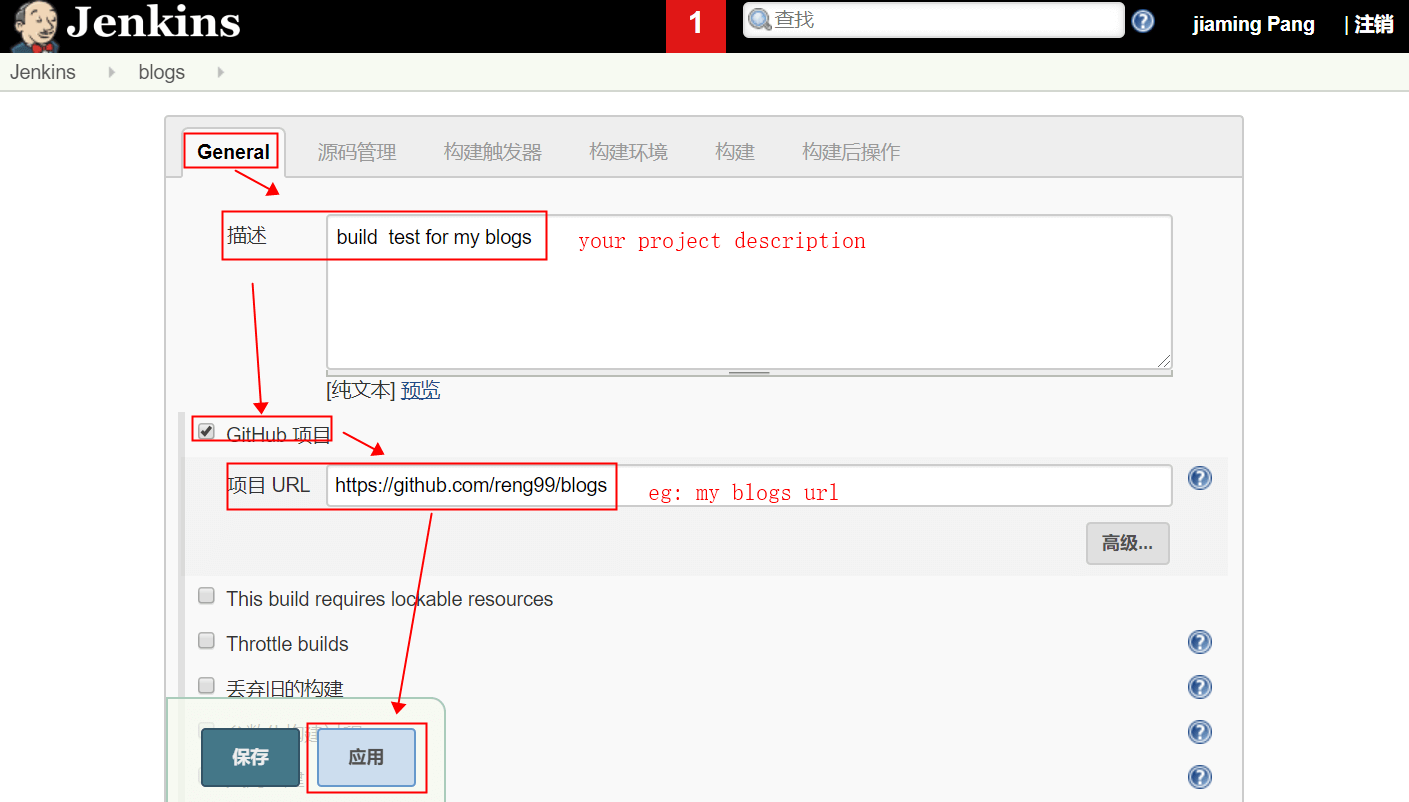 Jenkins
1
查找
jiaming Pang
| 注销
Jenkins
blogs
General
源码管理
构建触发器
构建环境
构建
构建后操作
描述
build  test for my blogs
your project description
[纯文本] 预览
GitHub 项目
项目 URL
https://github.com/reng99/blogs
eg: my blogs url
高级...
This build requires lockable resources
Throttle builds
丢弃旧的构建
保存
应用